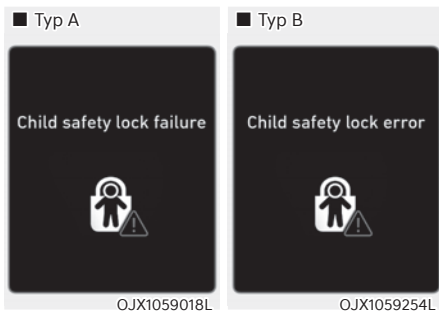 ■ Typ A
Child safety lock failure
OJX1059018L
■ Typ B
Child safety lock error
OJX1059254L